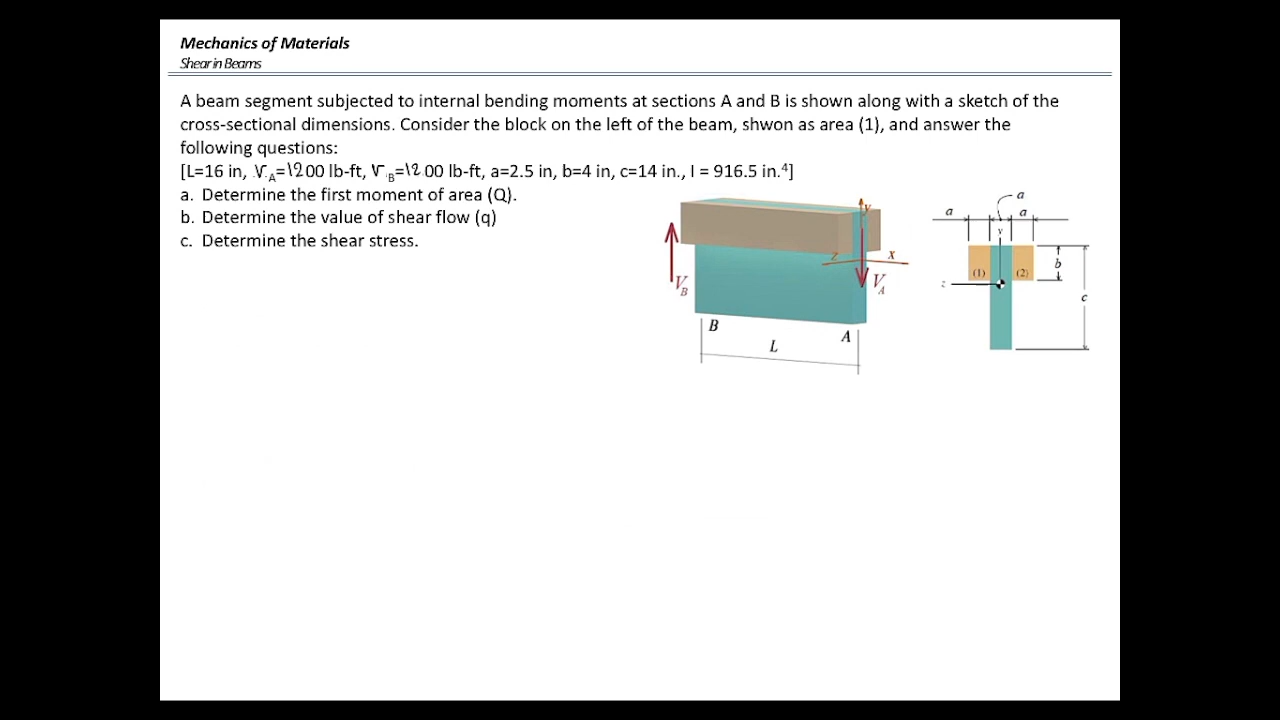 Mechanics of Materials
Shear in Beams
A beam segment subjected to internal bending moments at sections A and B is shown along with a sketch of the
cross-sectional dimensions. Consider the block on the left of the beam, shwon as area (1), and answer the
following questions:
[L=16 in, V_A=1200 lb-ft, V_B=1200 lb-ft, a=2.5 in, b=4 in, c=14 in., I = 916.5 in.⁴]
a. Determine the first moment of area (Q).
b. Determine the value of shear flow (q)
c. Determine the shear stress.
y
z
x
V_B
V_A
B
A
L
a
a
a
y
(1)
(2)
z
b
c